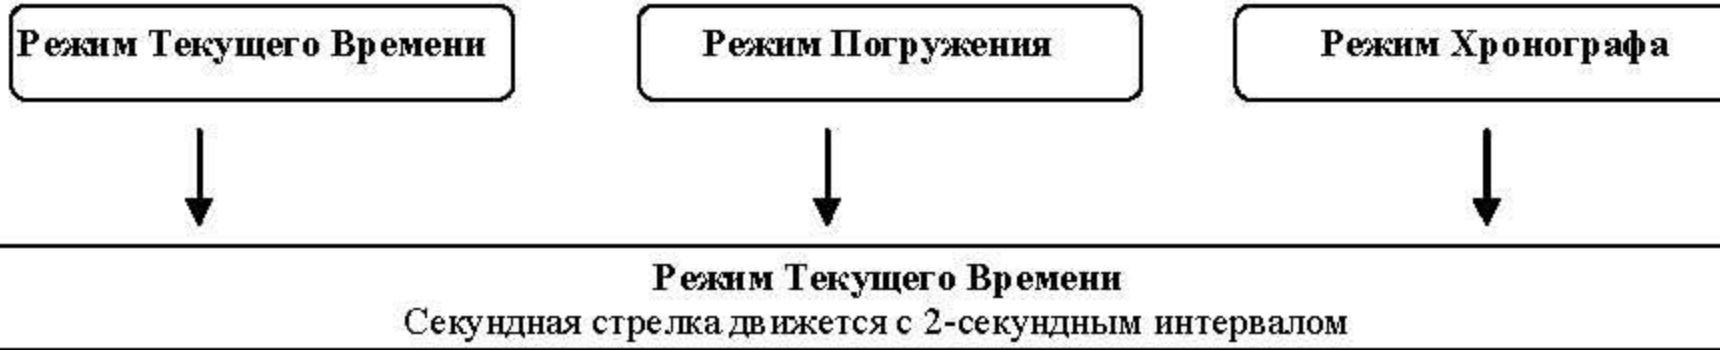 Режим Текущего Времени
Режим Погружения
Режим Хронографа
Режим Текущего Времени
Секундная стрелка движется с 2-секундным интервалом